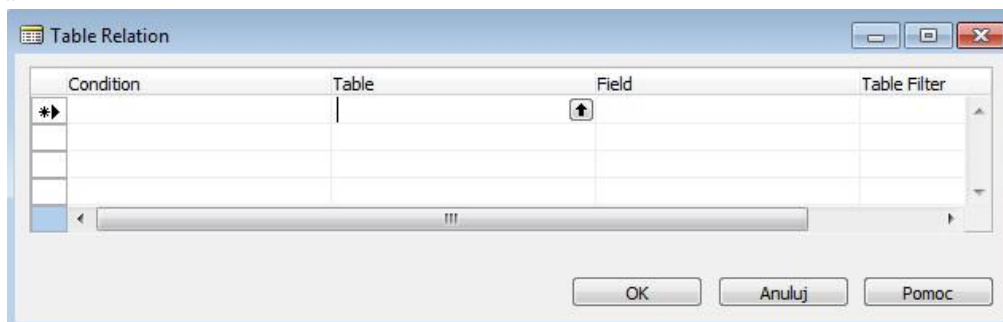 Table Relation
Condition Table Field Table Filter
OK Anuluj Pomoc